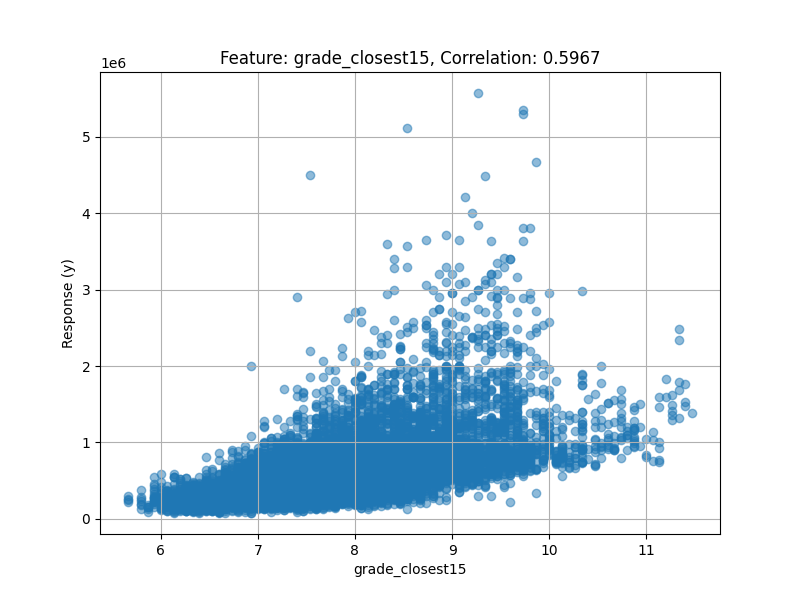 Feature: grade_closest15, Correlation: 0.5967
1e6
5
4
3
2
1
0
Response (y)
6 7 8 9 10 11
grade_closest15